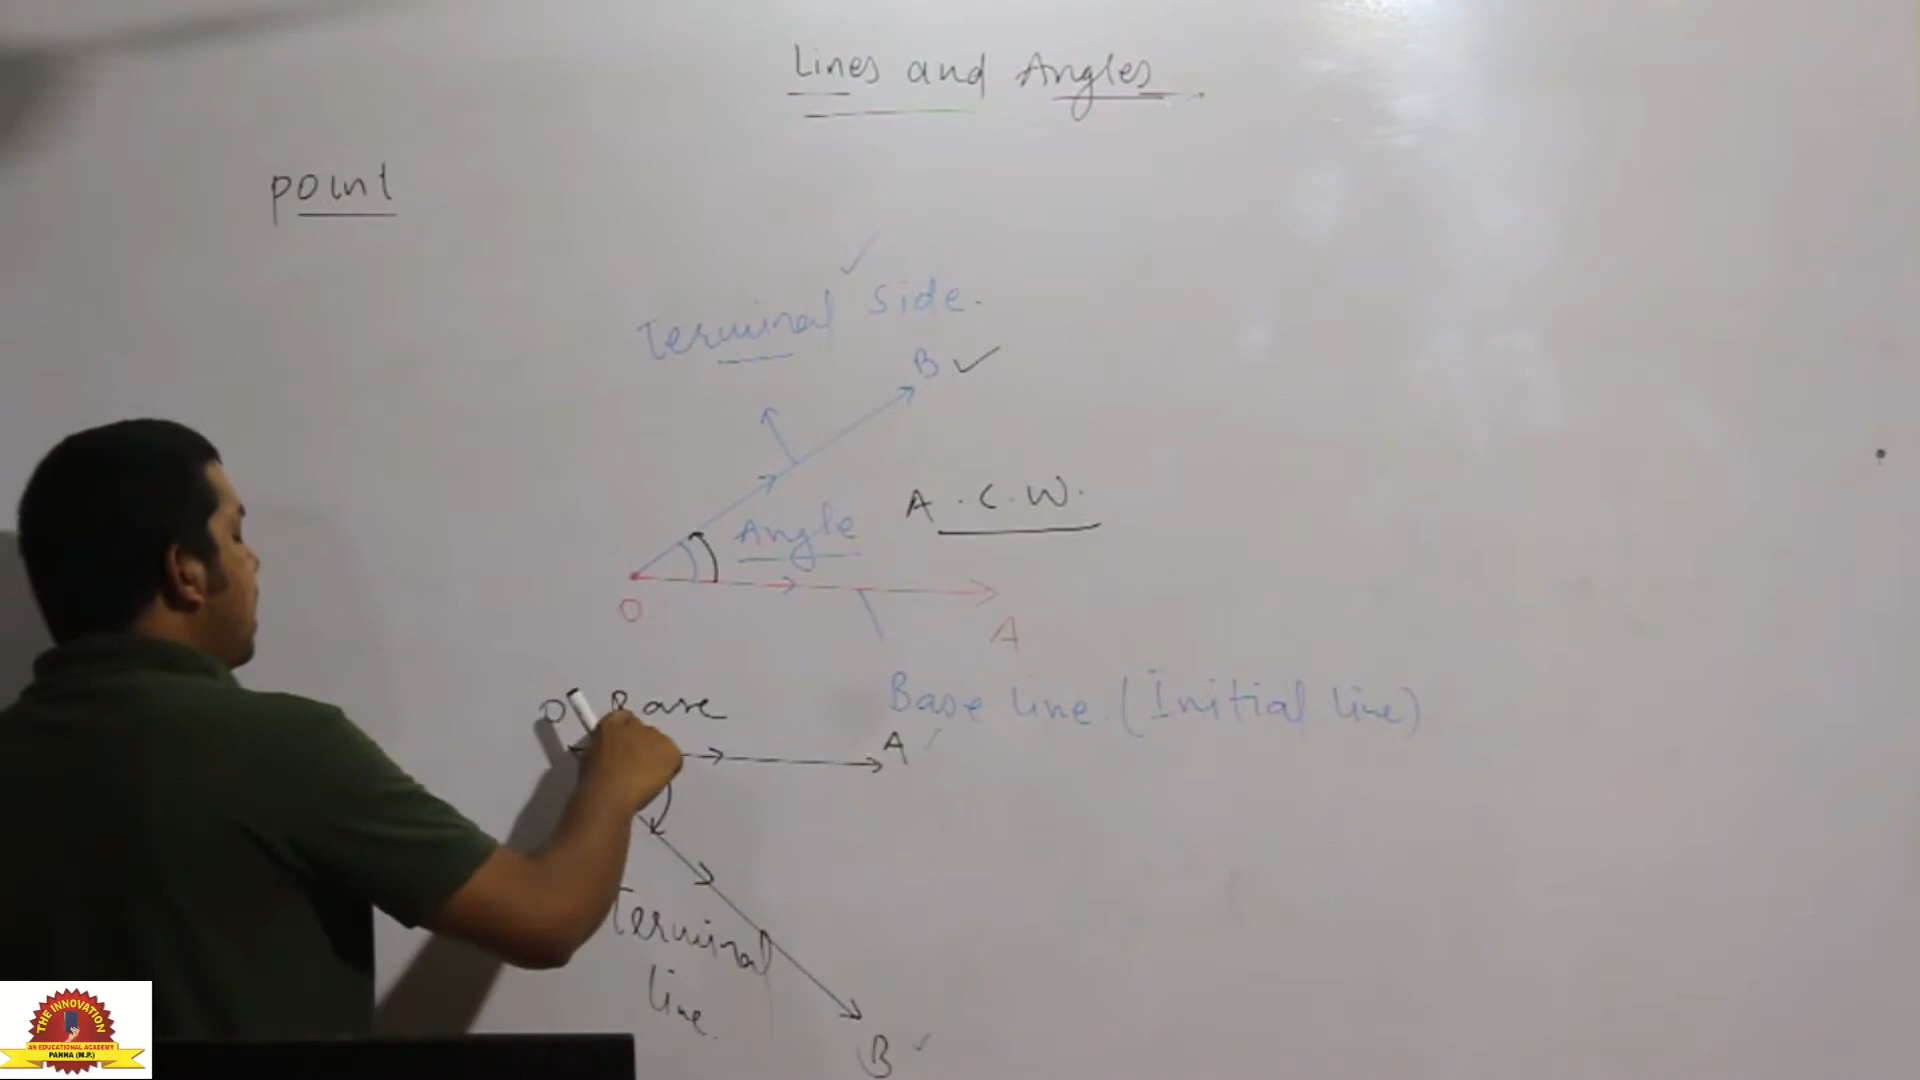 Lines and Angles
point
Terminal side.
B
Angle
A.C.W.
O
A
Base line (Initial line)
O Base
A
Terminal
line.
B
THE INNOVATION
AN EDUCATIONAL ACADEMY
PANNA (M.P.)